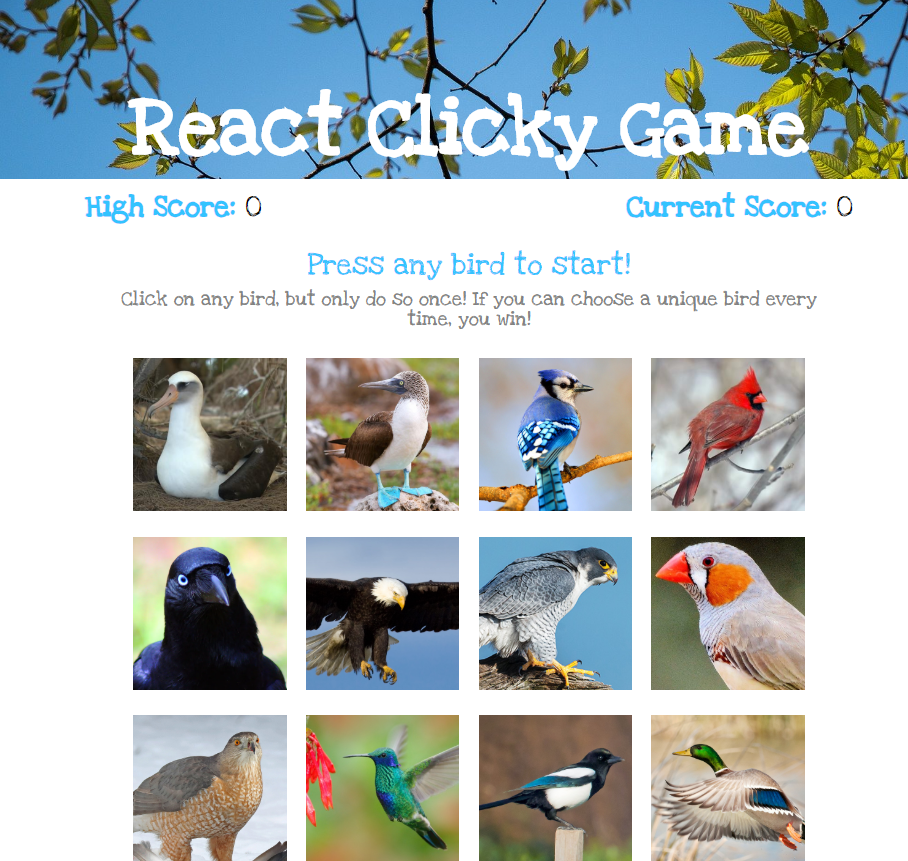 React Clicky Game
High Score: 0
Current Score: 0
Press any bird to start!
Click on any bird, but only do so once! If you can choose a unique bird every
time, you win!